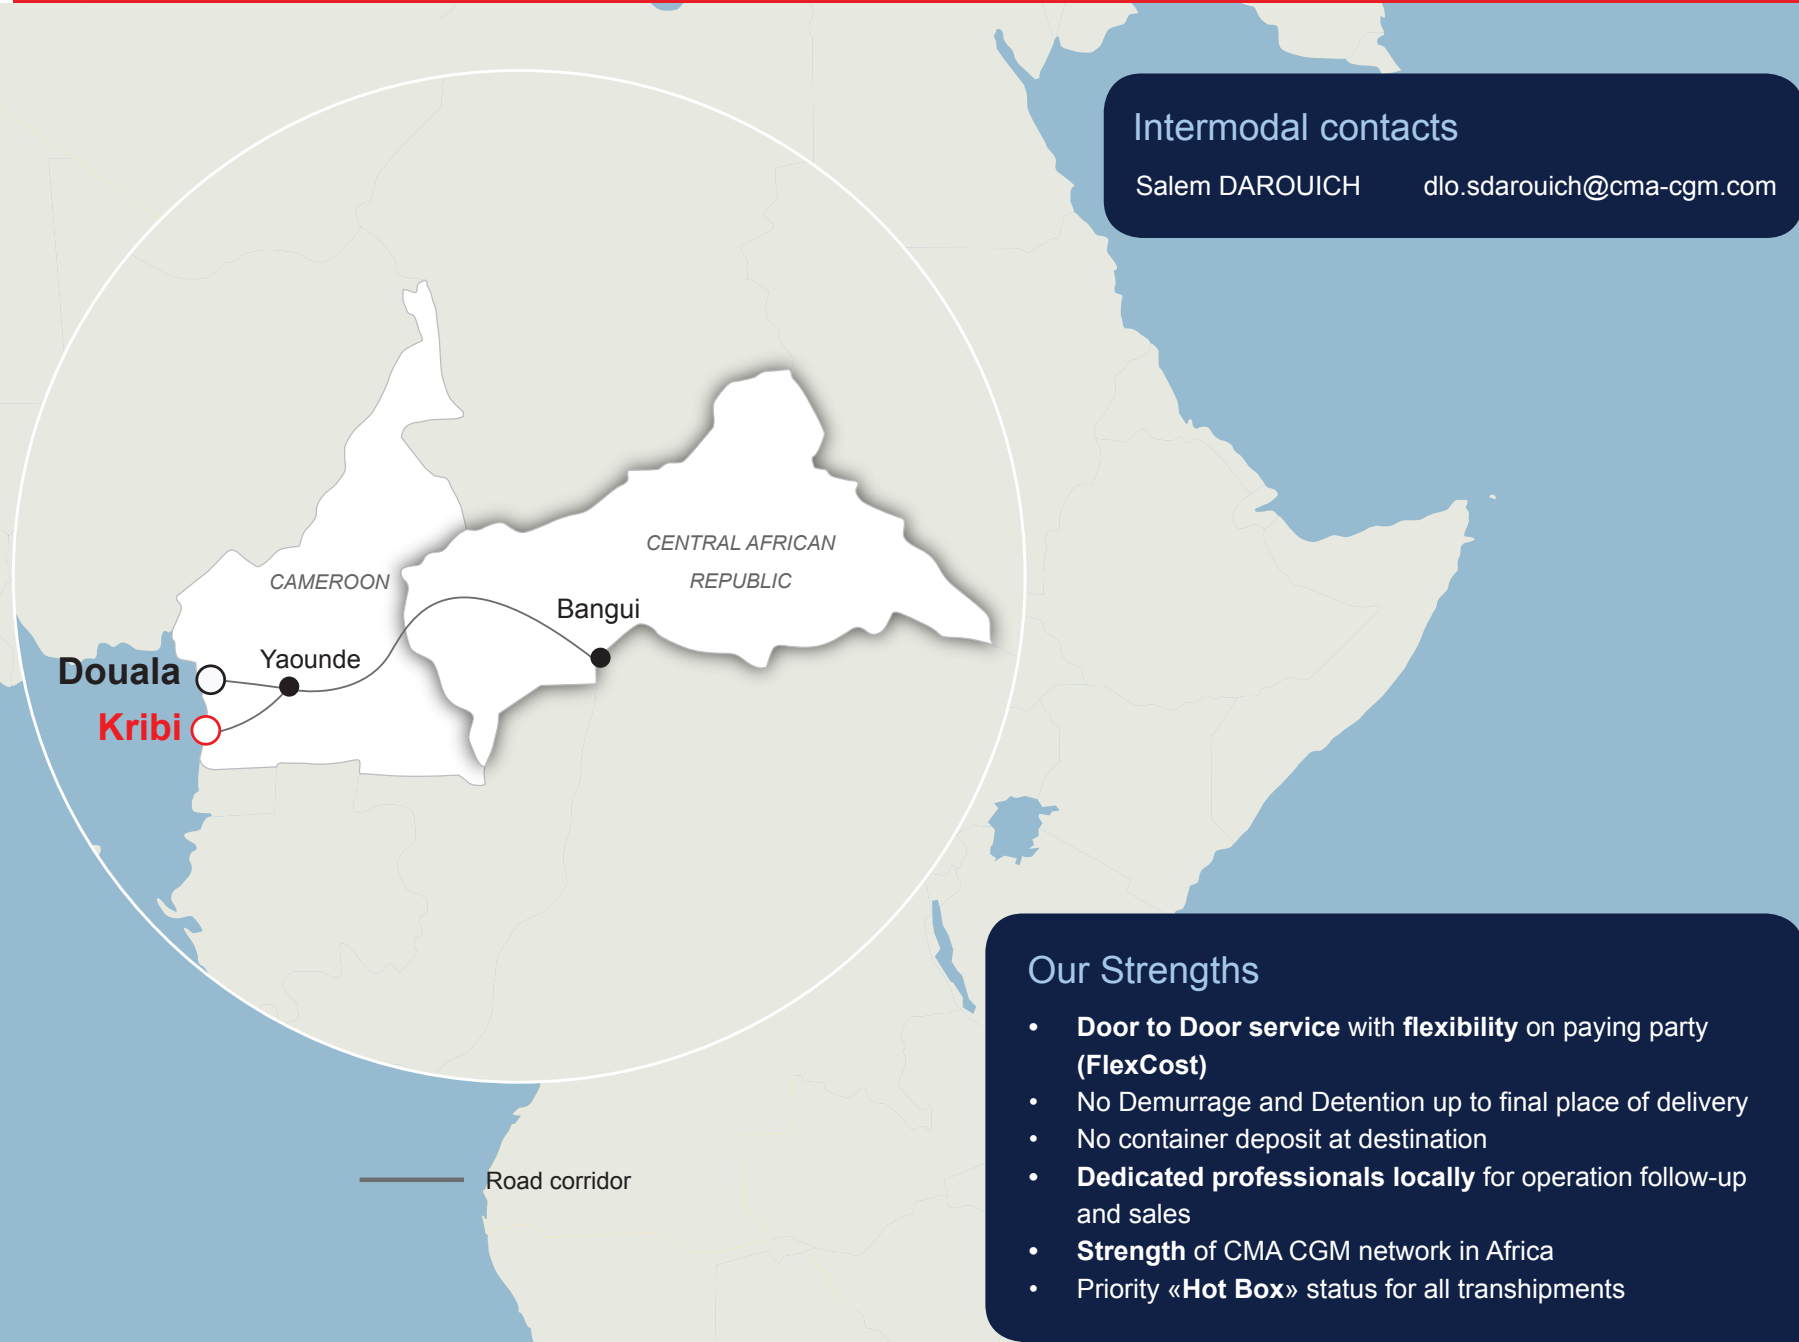 Intermodal contacts
Salem DAROUICH dlo.sdarouich@cma-cgm.com
CENTRAL AFRICAN
REPUBLIC
CAMEROON
Bangui
Yaounde
Douala
Kribi
Road corridor
Our Strengths
• Door to Door service with flexibility on paying party
(FlexCost)
• No Demurrage and Detention up to final place of delivery
• No container deposit at destination
• Dedicated professionals locally for operation follow-up
and sales
• Strength of CMA CGM network in Africa
• Priority «Hot Box» status for all transhipments